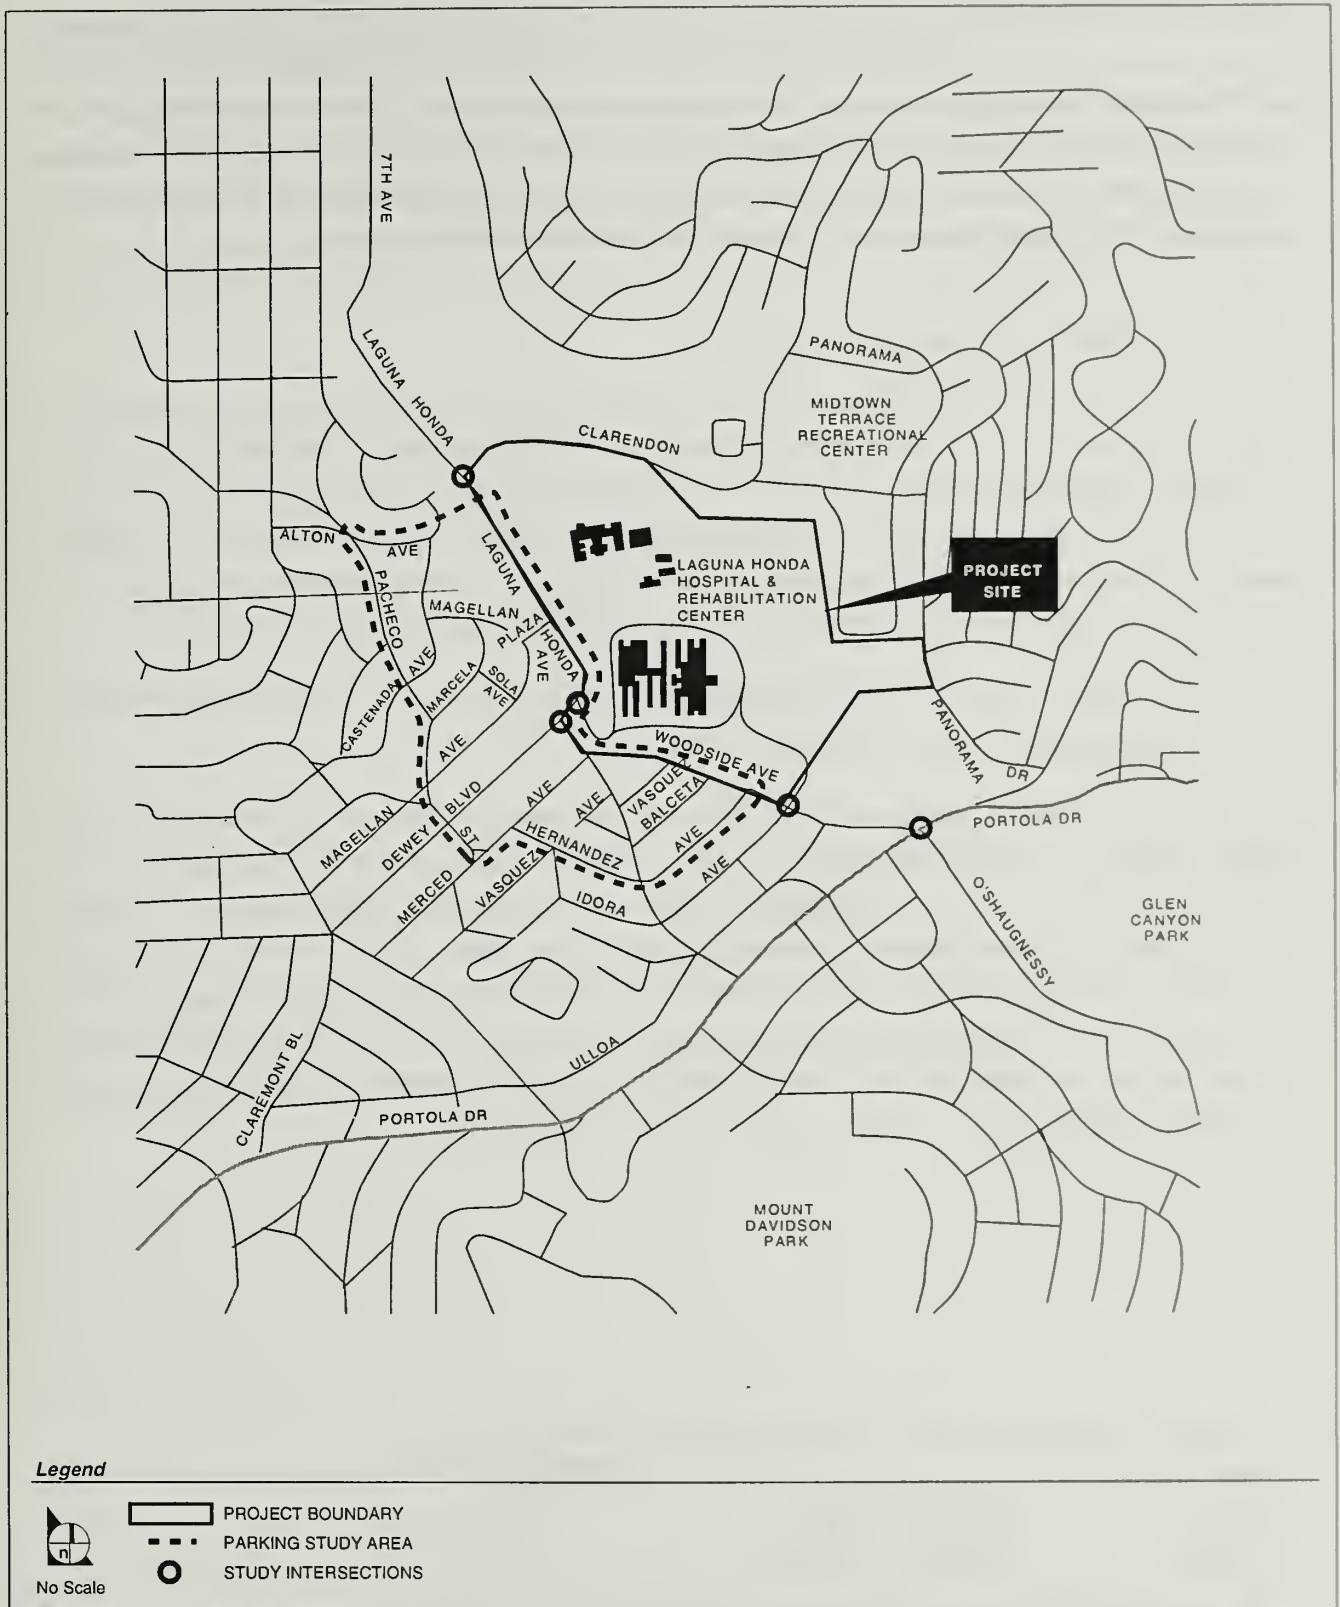 7TH AVE
LAGUNA HONDA
PANORAMA
MIDTOWN
TERRACE
RECREATIONAL
CENTER
CLARENDON
ALTON
AVE
LAGUNA
HONDA
AVE
LAGUNA HONDA
HOSPITAL &
REHABILITATION
CENTER
PROJECT
SITE
PACHECO
MAGELLAN
PLAZA
AVE
CASTENADA
MARCELA
SOLA
AVE
AVE
WOODSIDE AVE
PANORAMA
DR
PORTOLA DR
VASQUEZ
BALCETA
AVE
AVE
BLVD
ST
MAGELLAN
DEWEY
MERCED
VASQUEZ
HERNANDEZ
AVE
AVE
IDORA
O'SHAUGNESSY
GLEN
CANYON
PARK
ULLOA
CLAREMONT BL
PORTOLA DR
MOUNT
DAVIDSON
PARK
Legend
n
No Scale
PROJECT BOUNDARY
PARKING STUDY AREA
STUDY INTERSECTIONS